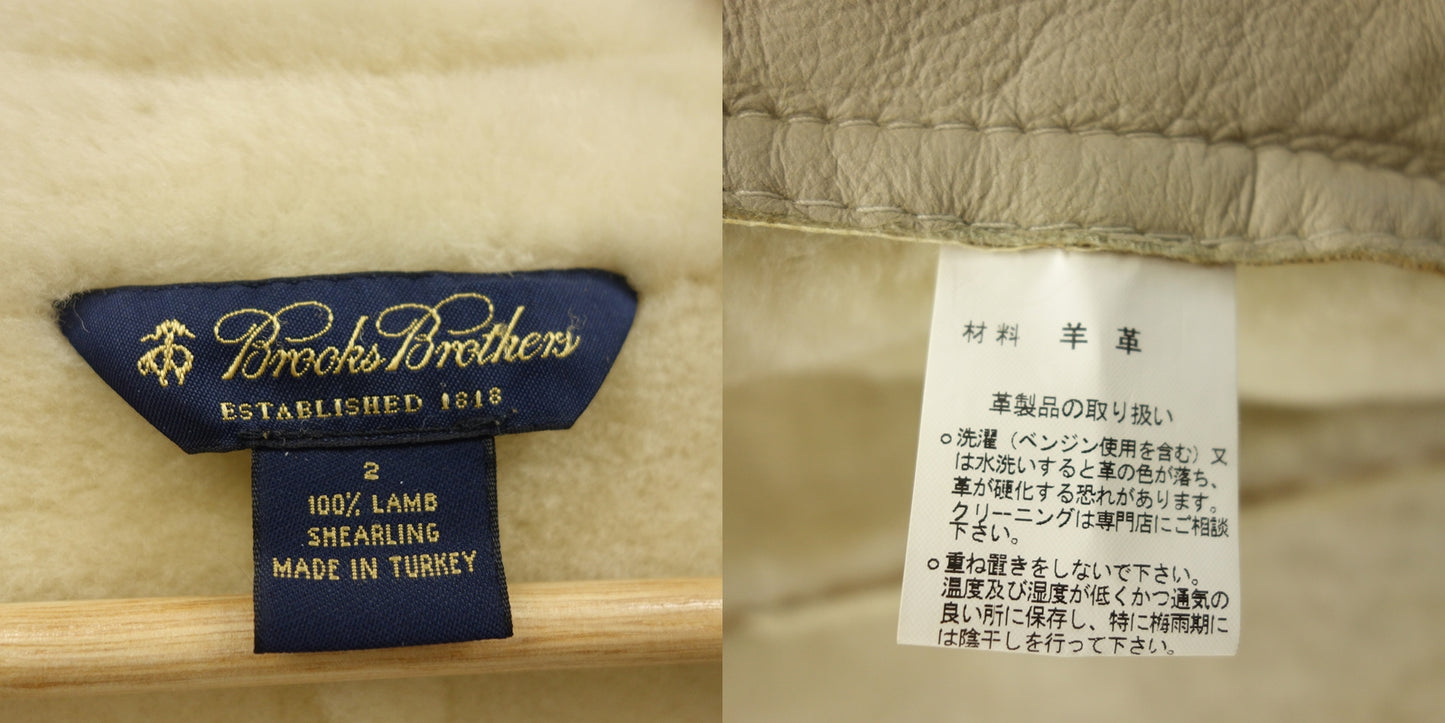 Brooks Brothers
ESTABLISHED 1818
2
100% LAMB
SHEARLING
MADE IN TURKEY
材料 羊革
革製品の取り扱い
○洗濯（ベンジン使用を含む）又
は水洗いすると革の色が落ち、
革が硬化する恐れがあります。
クリーニングは専門店にご相談
下さい。
○重ね置きをしないで下さい。
温度及び湿度が低くかつ通気の
良い所に保存し、特に梅雨期に
は陰干しを行って下さい。